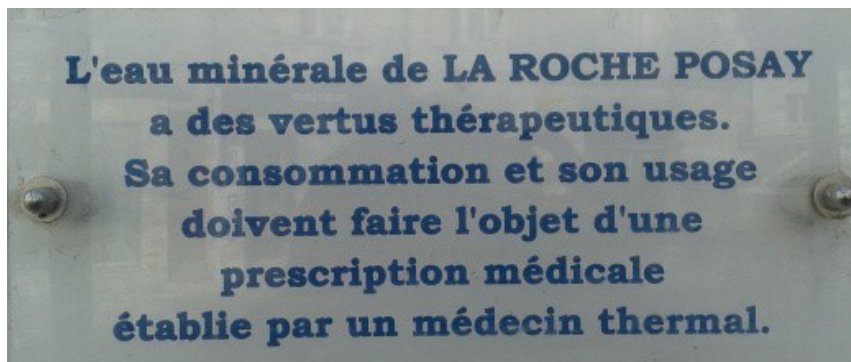 L'eau minérale de LA ROCHE POSAY
a des vertus thérapeutiques.
Sa consommation et son usage
doivent faire l'objet d'une
prescription médicale
établie par un médecin thermal.